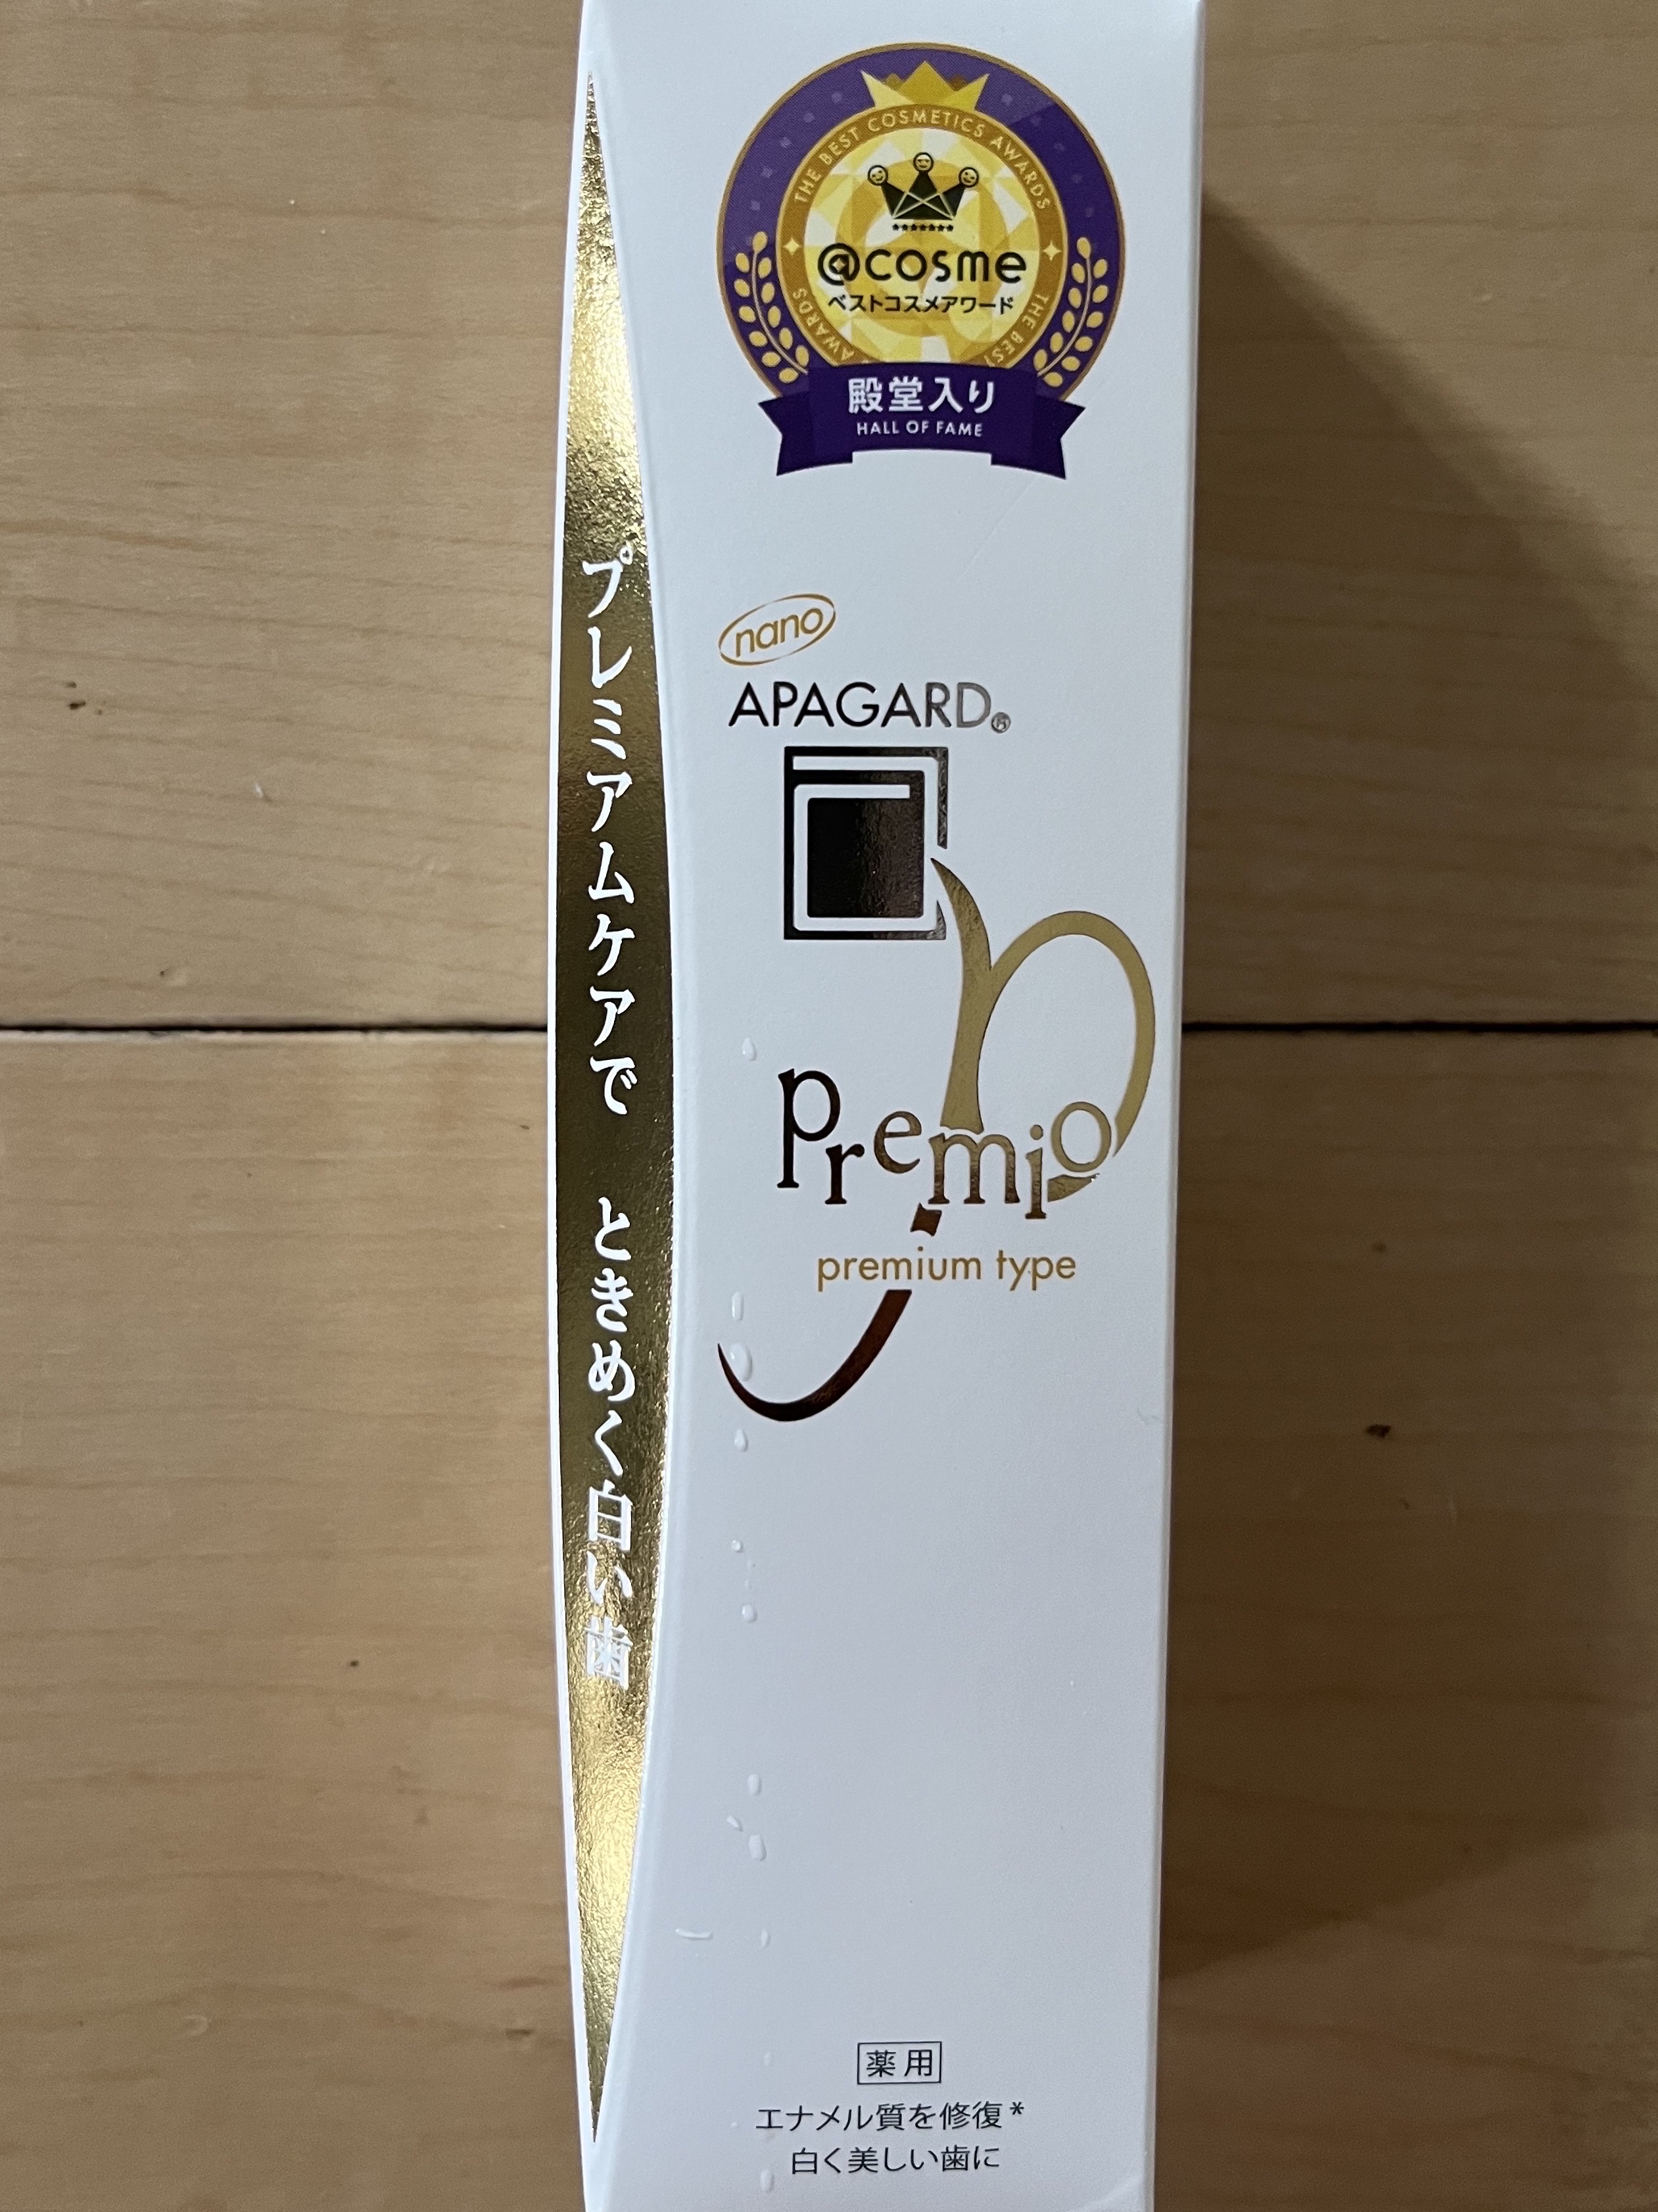 THE BEST COSMETICS AWARDS
@cosme
ベストコスメアワード
THE BEST
AWARDS
殿堂入り
HALL OF FAME
nano
APAGARD®
premio
premium type
プレミアムケアで ときめく白い歯
薬用
エナメル質を修復*
白く美しい歯に